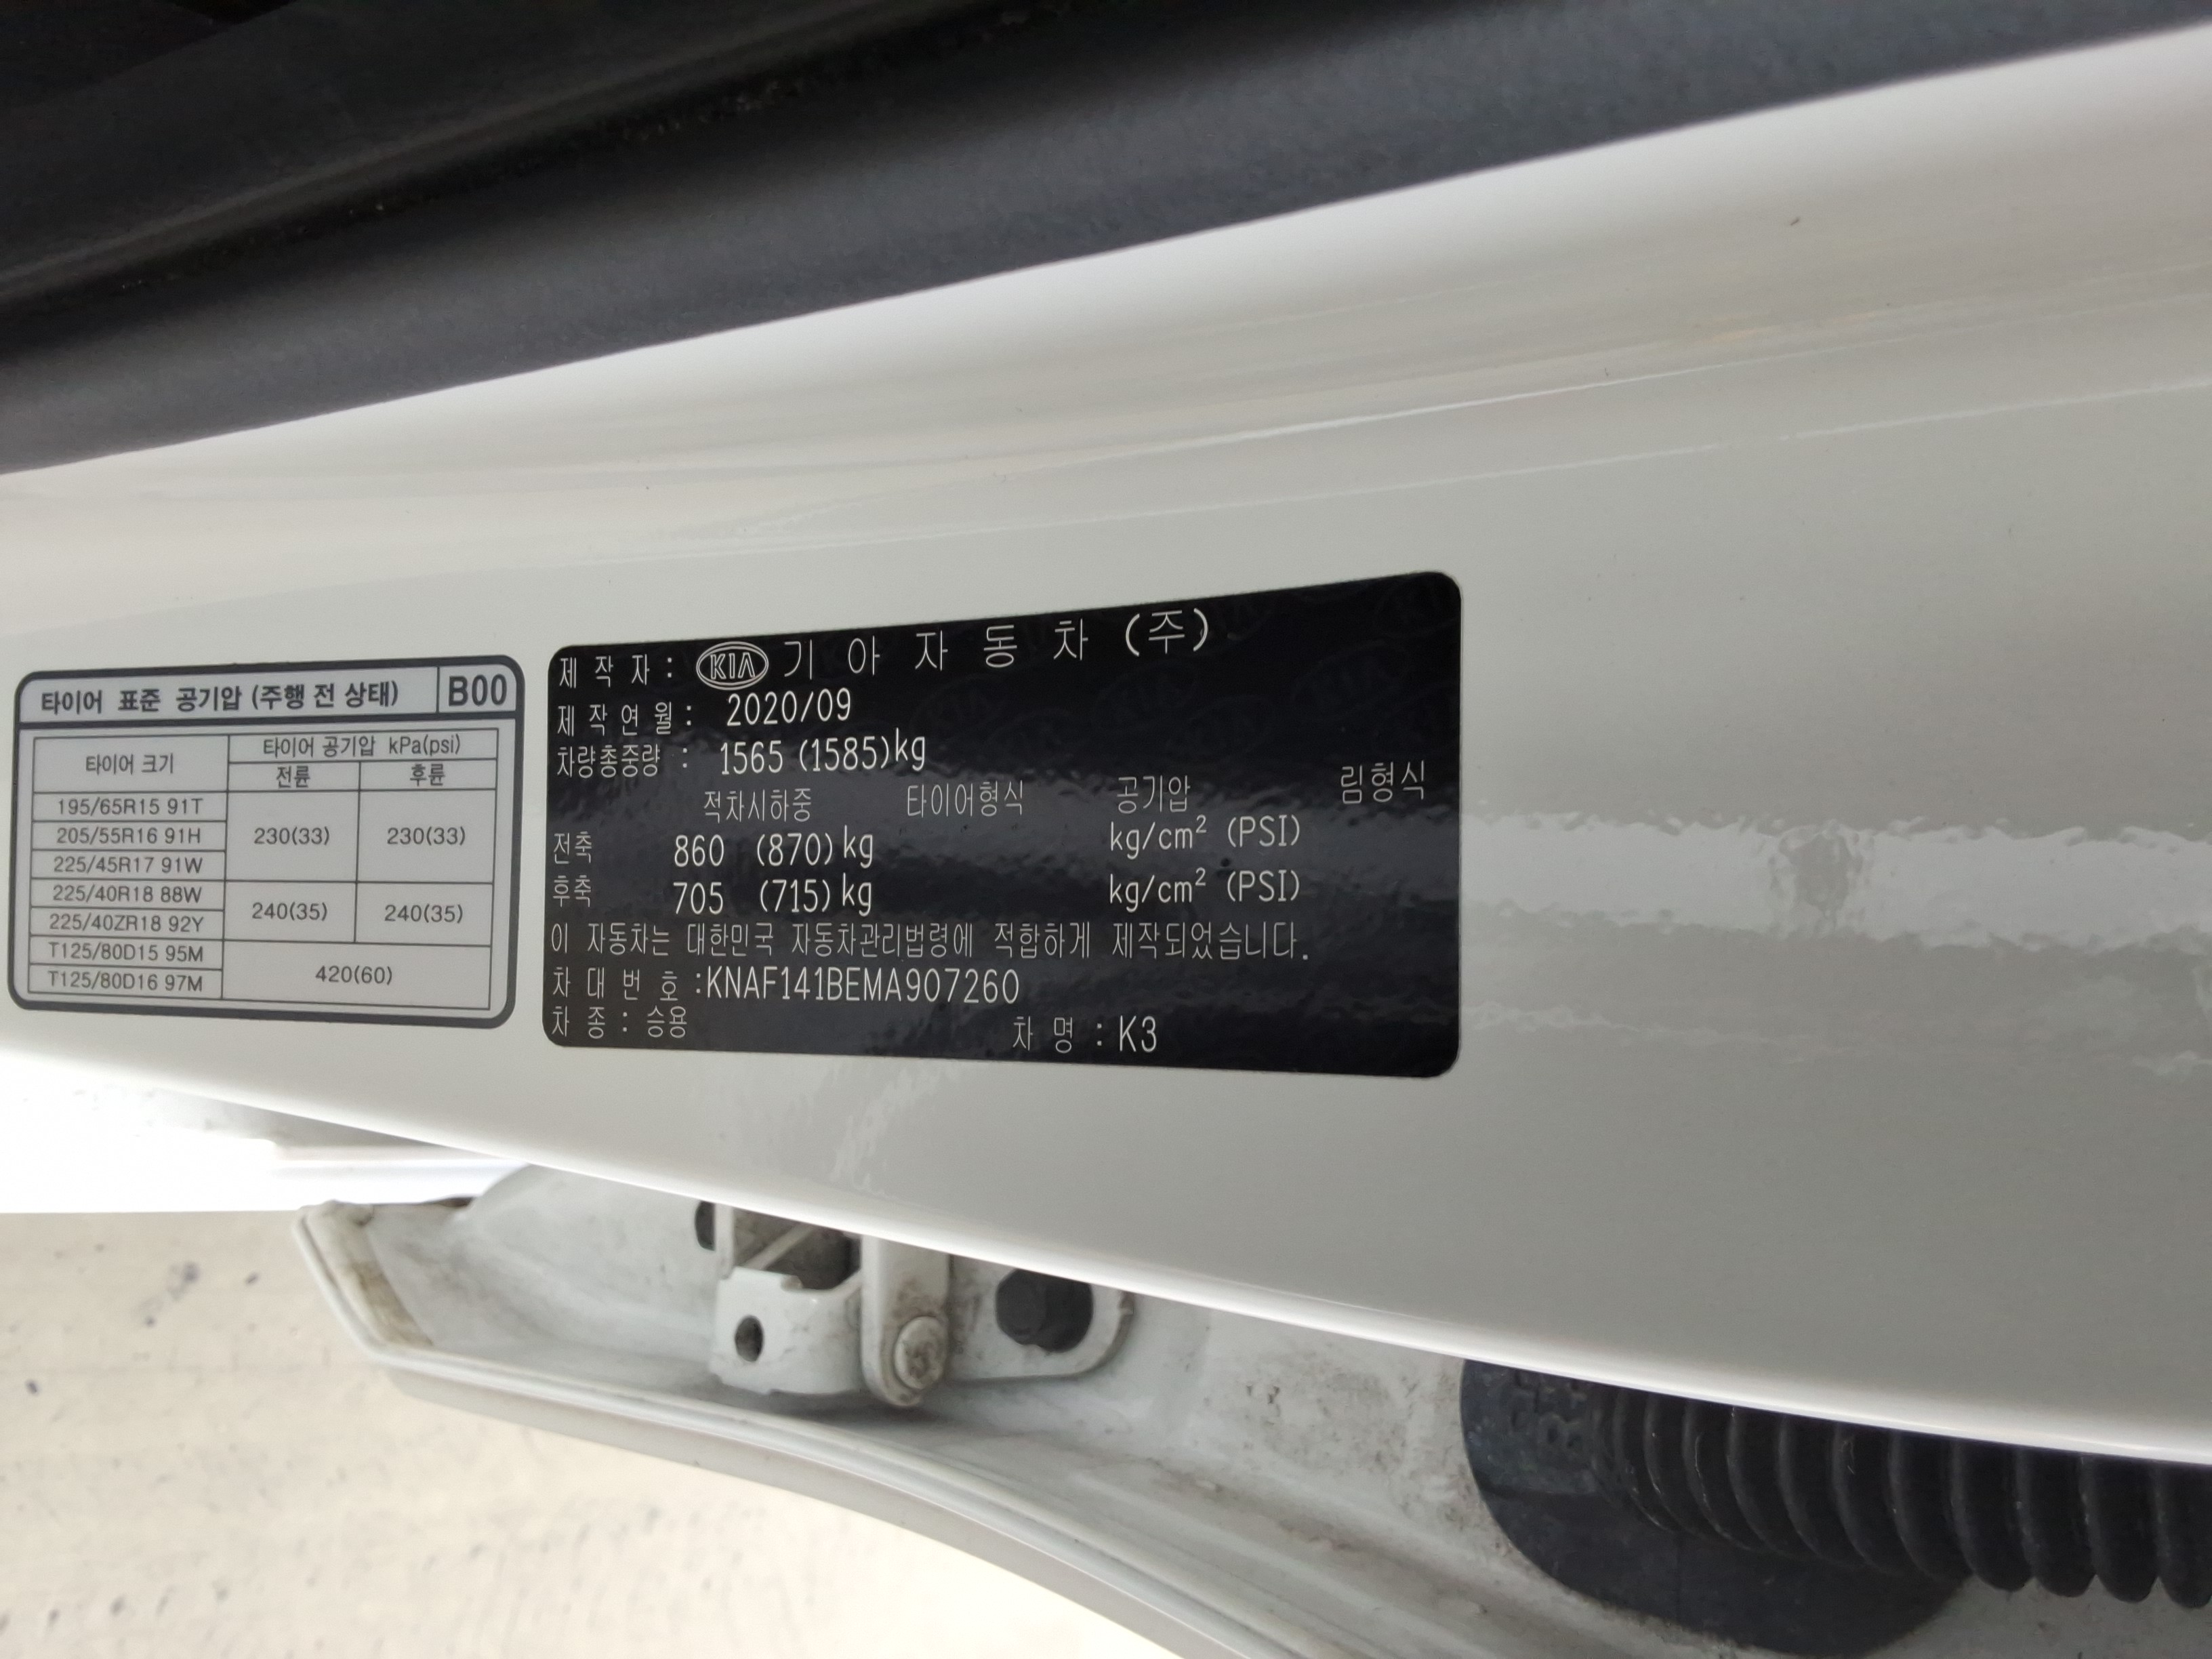 타이어 표준 공기압 (주행 전 상태) B00
타이어 크기 타이어 공기압 kPa(psi)
전륜 후륜
195/65R15 91T
205/55R16 91H 230(33) 230(33)
225/45R17 91W
225/40R18 88W 240(35) 240(35)
225/40ZR18 92Y
T125/80D15 95M 420(60)
T125/80D16 97M
제 작 자 : KIA 기 아 자 동 차 (주)
제 작 연 월 : 2020/09
차량총중량 : 1565 (1585)kg
적차시하중 타이어형식 공기압 림형식
전축 860 (870) kg kg/cm² (PSI)
후축 705 (715) kg kg/cm² (PSI)
이 자동차는 대한민국 자동차관리법령에 적합하게 제작되었습니다.
차 대 번 호 :KNAF141BEMA907260
차 종 : 승용 차 명 : K3